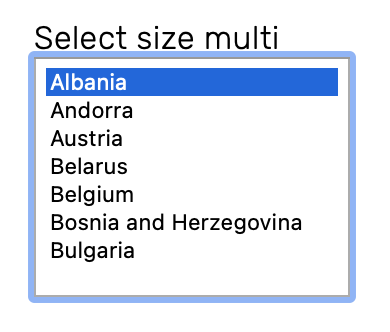 Select size multi
Albania
Andorra
Austria
Belarus
Belgium
Bosnia and Herzegovina
Bulgaria